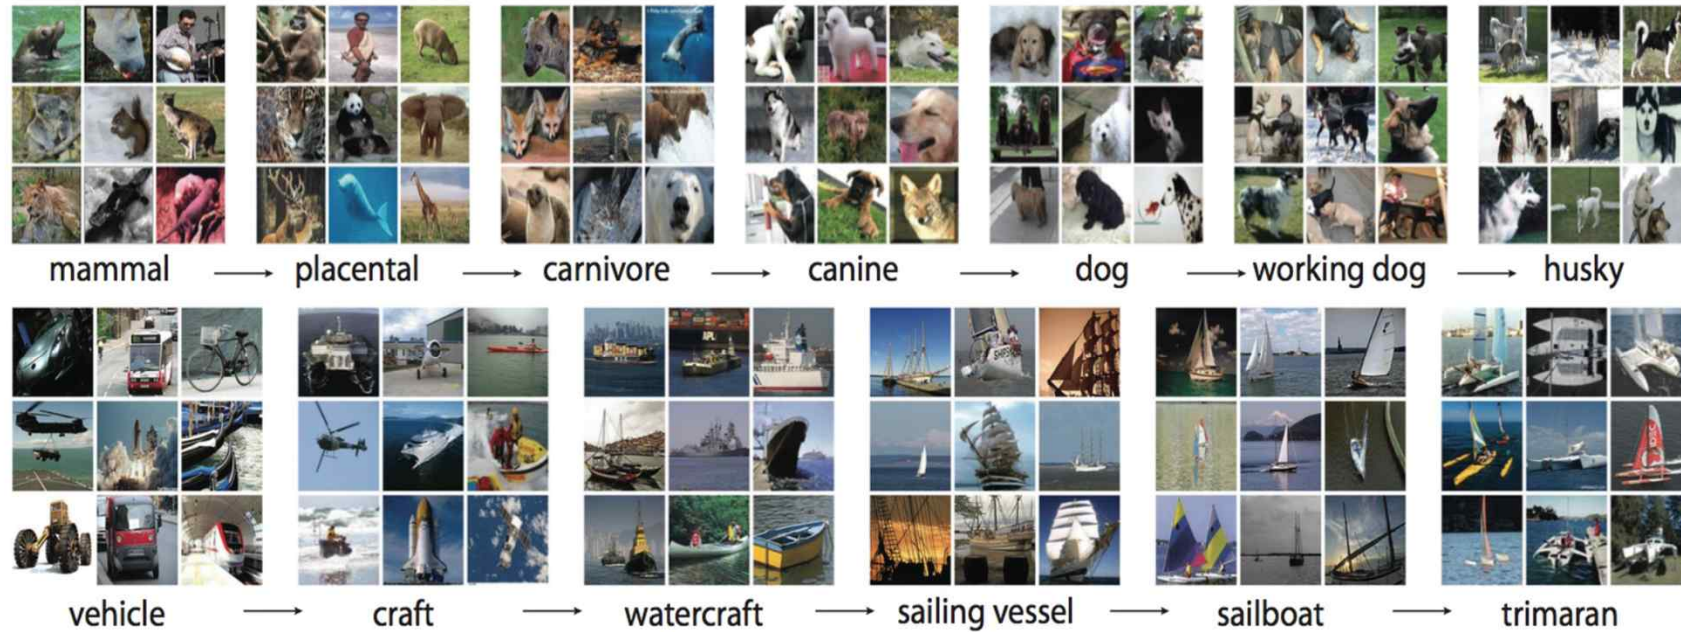 mammal → placental → carnivore → canine → dog → working dog → husky
vehicle → craft → watercraft → sailing vessel → sailboat → trimaran